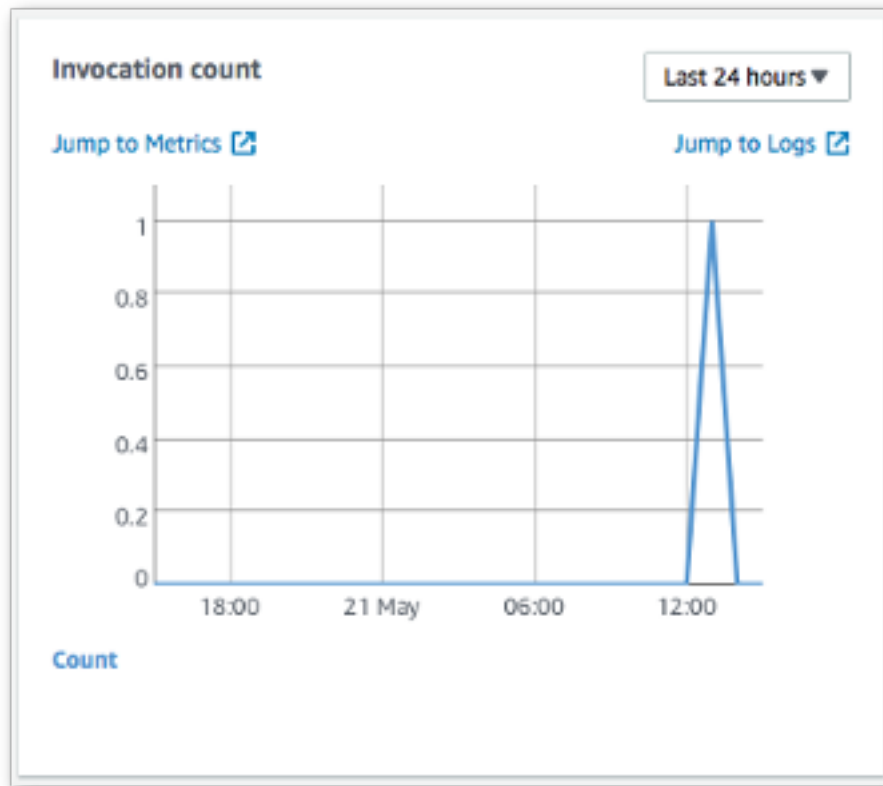 Invocation count
Last 24 hours
Jump to Metrics
Jump to Logs
1
0.8
0.6
0.4
0.2
0
18:00 21 May 06:00 12:00
Count